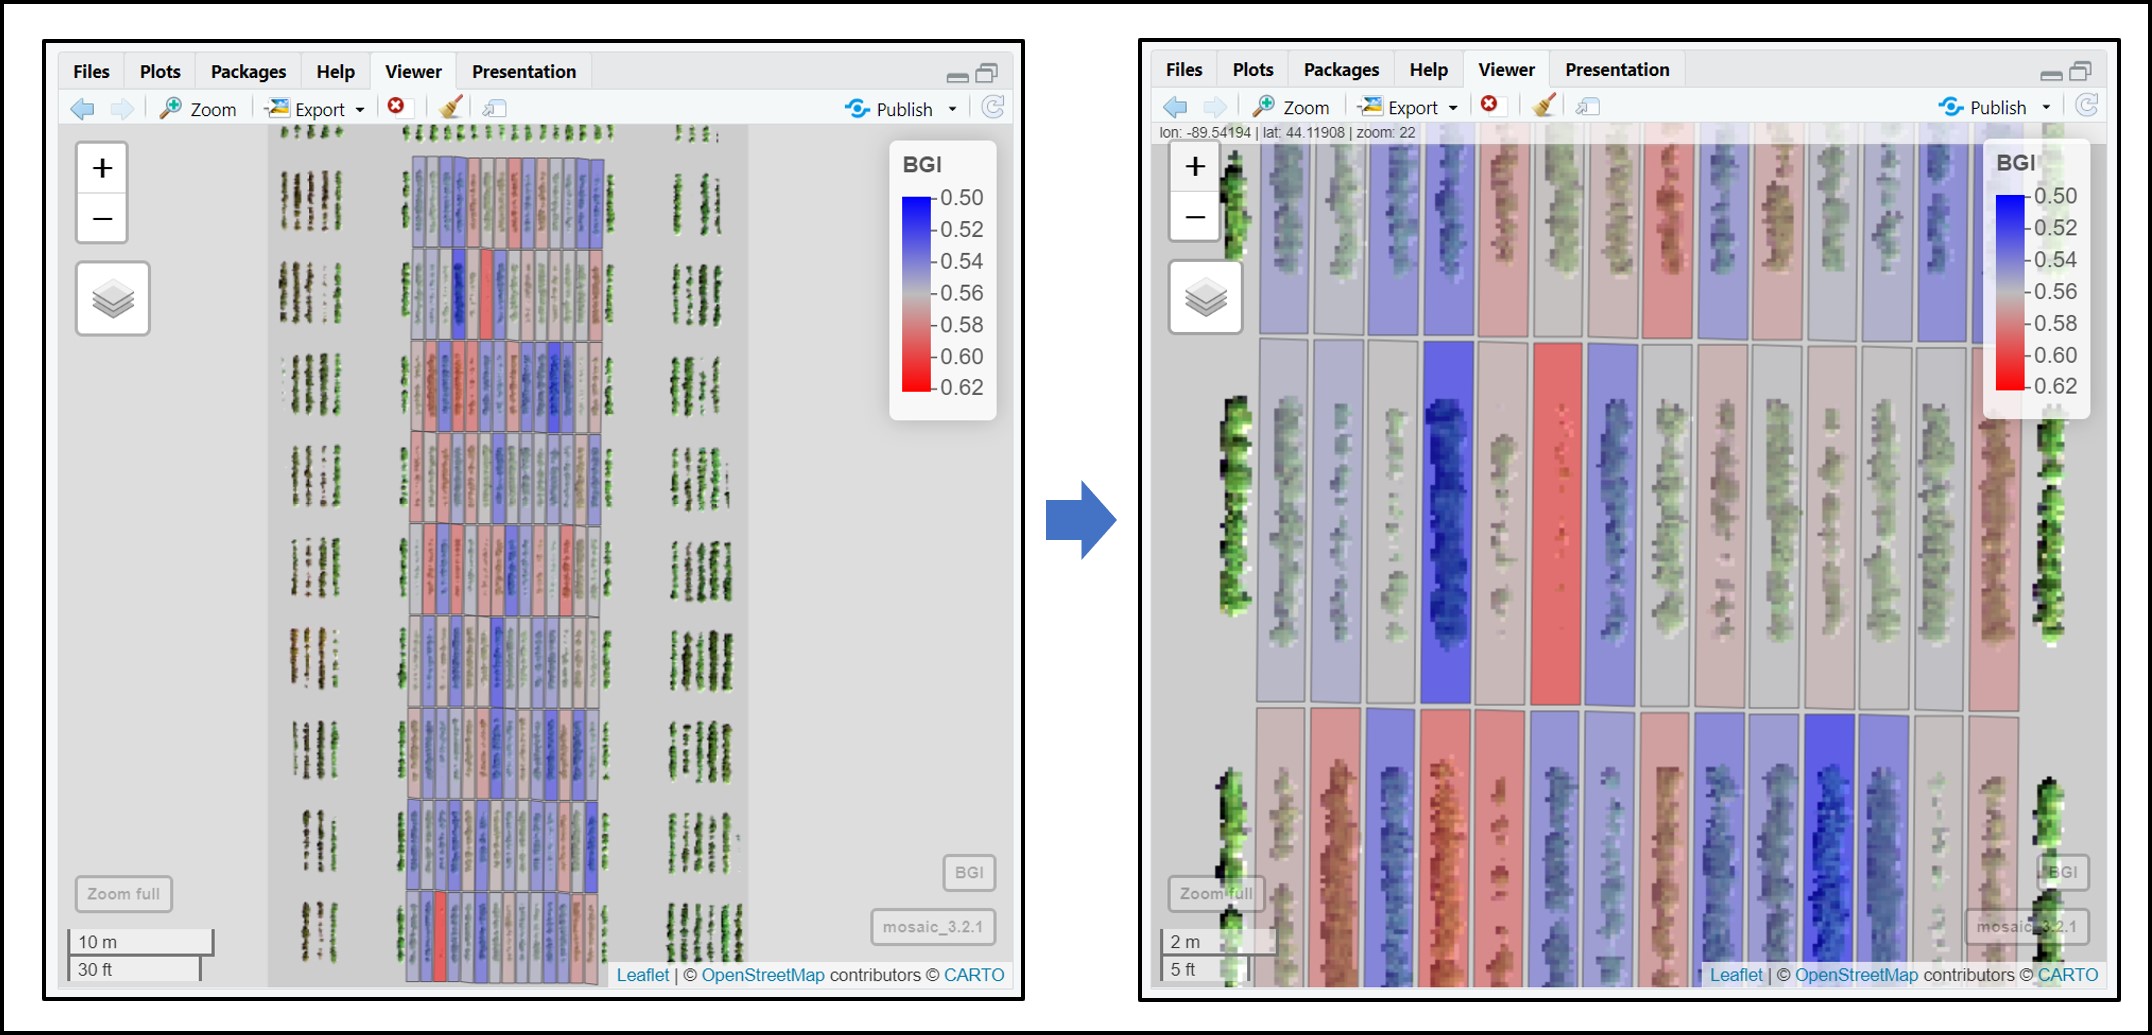 Files Plots Packages Help Viewer Presentation
Zoom Export Publish
+
−
BGI
0.50
0.52
0.54
0.56
0.58
0.60
0.62
Zoom full
BGI
mosaic_3.2.1
10 m
30 ft
Leaflet | © OpenStreetMap contributors © CARTO
Files Plots Packages Help Viewer Presentation
Zoom Export Publish
lon: -89.54194 | lat: 44.11908 | zoom: 22
+
−
BGI
0.50
0.52
0.54
0.56
0.58
0.60
0.62
Zoom full
BGI
mosaic_3.2.1
2 m
5 ft
Leaflet | © OpenStreetMap contributors © CARTO